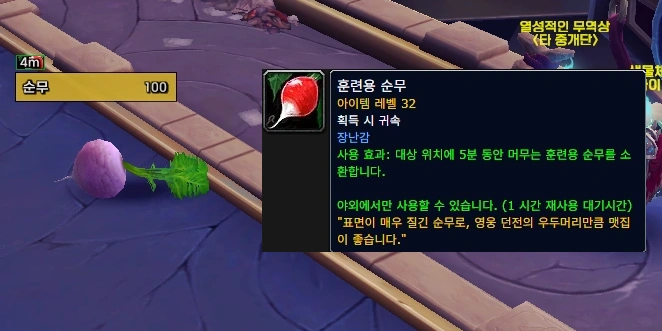 열성적인 무역상
<타 중개단>
4m
순무 100
훈련용 순무
아이템 레벨 32
획득 시 귀속
장난감
사용 효과: 대상 위치에 5분 동안 머무는 훈련용 순무를 소
환합니다.
야외에서만 사용할 수 있습니다. (1 시간 재사용 대기시간)
"표면이 매우 질긴 순무로, 영웅 던전의 우두머리만큼 맷집
이 좋습니다."